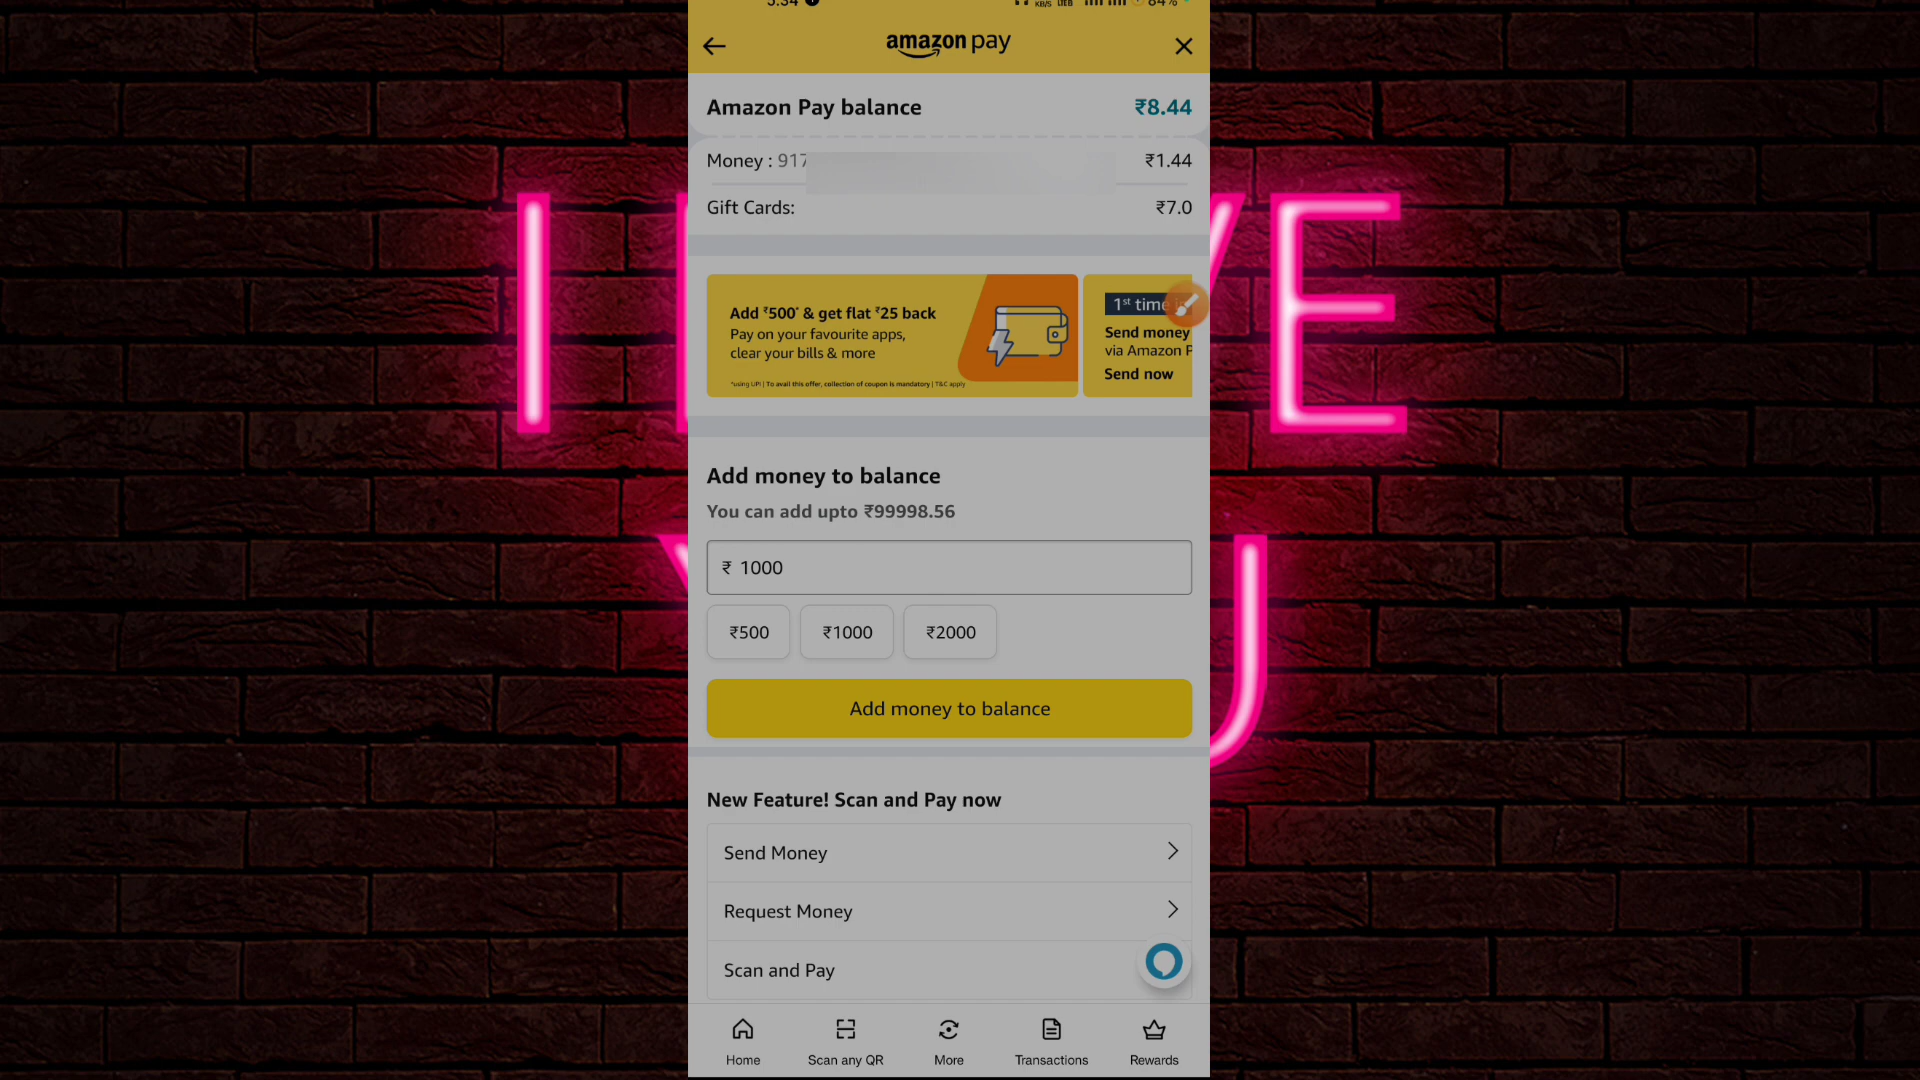 5:34
KB/S
84%
amazon pay
Amazon Pay balance
₹8.44
Money : 917
₹1.44
Gift Cards:
₹7.0
Add ₹500* & get flat ₹25 back
Pay on your favourite apps,
clear your bills & more
*using UPI | To avail this offer, collection of coupon is mandatory | T&C apply
1st time
Send money
via Amazon P
Send now
Add money to balance
You can add upto ₹99998.56
₹ 1000
₹500
₹1000
₹2000
Add money to balance
New Feature! Scan and Pay now
Send Money
Request Money
Scan and Pay
Home
Scan any QR
More
Transactions
Rewards